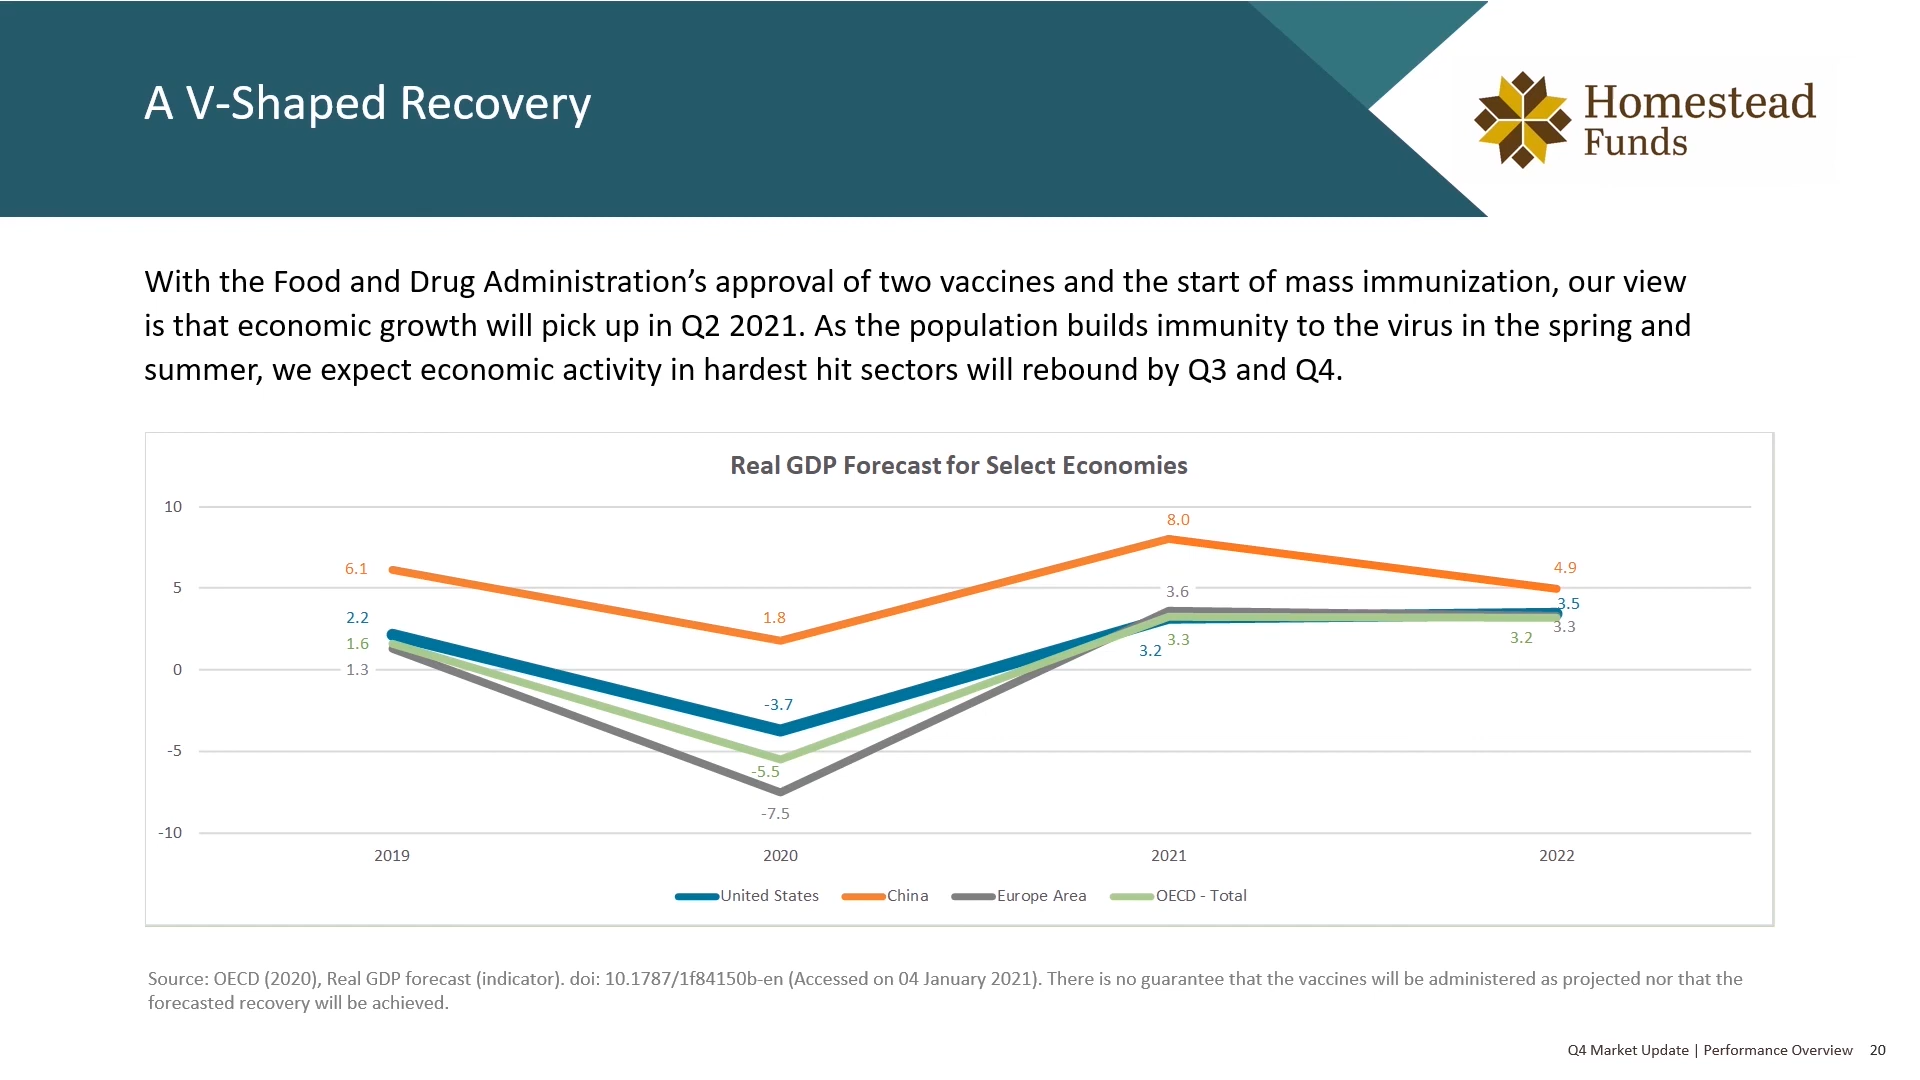 A V-Shaped Recovery
Homestead
Funds
With the Food and Drug Administration’s approval of two vaccines and the start of mass immunization, our view
is that economic growth will pick up in Q2 2021. As the population builds immunity to the virus in the spring and
summer, we expect economic activity in hardest hit sectors will rebound by Q3 and Q4.
Real GDP Forecast for Select Economies
10
5
0
-5
-10
6.1
2.2
1.6
1.3
1.8
-3.7
-5.5
-7.5
8.0
3.6
3.3
3.2
4.9
3.5
3.3
3.2
2019 2020 2021 2022
United States China Europe Area OECD - Total
Source: OECD (2020), Real GDP forecast (indicator). doi: 10.1787/1f84150b-en (Accessed on 04 January 2021). There is no guarantee that the vaccines will be administered as projected nor that the
forecasted recovery will be achieved.
Q4 Market Update | Performance Overview 20